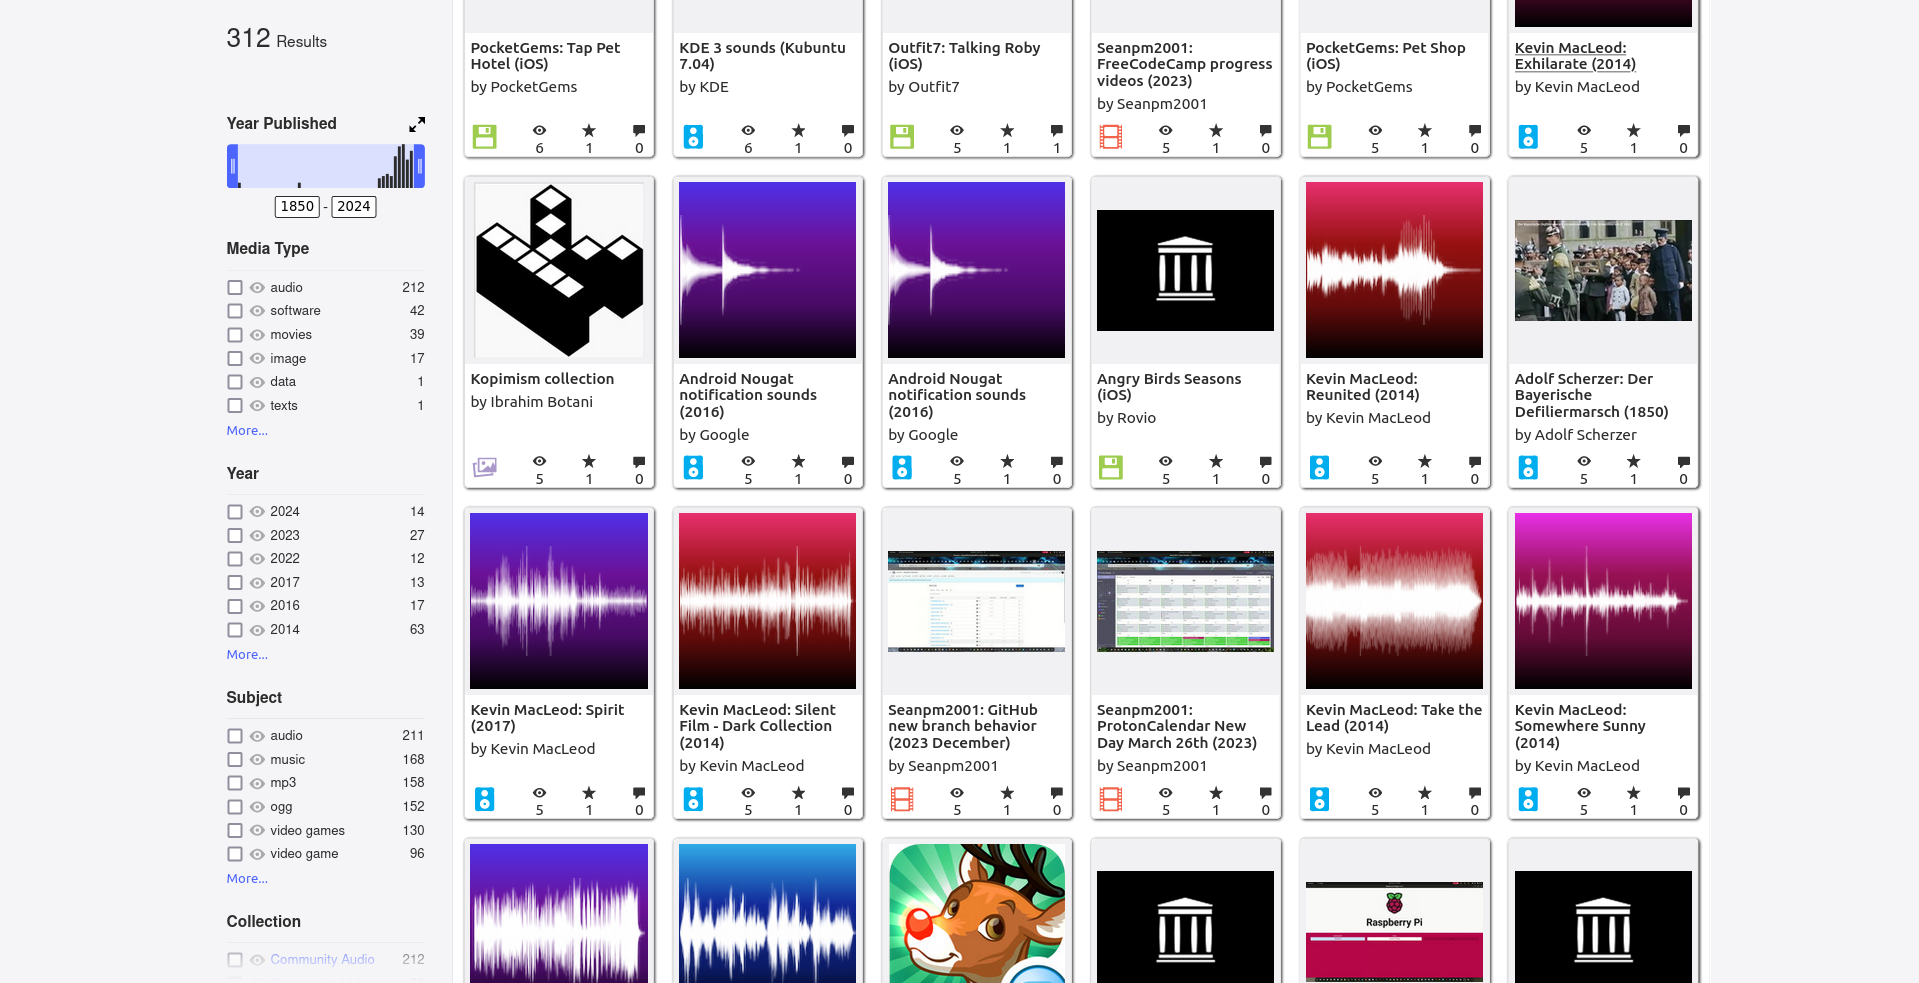 312 Results
Year Published
1850 - 2024
Media Type
audio 212
software 42
movies 39
image 17
data 1
texts 1
More...
Year
2024 14
2023 27
2022 12
2017 13
2016 17
2014 63
More...
Subject
audio 211
music 168
mp3 158
ogg 152
video games 130
video game 96
More...
Collection
Community Audio 212
PocketGems: Tap Pet
Hotel (iOS)
by PocketGems
6 1 0
KDE 3 sounds (Kubuntu
7.04)
by KDE
6 1 0
Outfit7: Talking Roby
(iOS)
by Outfit7
5 1 1
Seanpm2001:
FreeCodeCamp progress
videos (2023)
by Seanpm2001
5 1 0
PocketGems: Pet Shop
(iOS)
by PocketGems
5 1 0
Kevin MacLeod:
Exhilarate (2014)
by Kevin MacLeod
5 1 0
Kopimism collection
by Ibrahim Botani
5 1 0
Android Nougat
notification sounds
(2016)
by Google
5 1 0
Android Nougat
notification sounds
(2016)
by Google
5 1 0
Angry Birds Seasons
(iOS)
by Rovio
5 1 0
Kevin MacLeod:
Reunited (2014)
by Kevin MacLeod
5 1 0
Adolf Scherzer: Der
Bayerische
Defiliermarsch (1850)
by Adolf Scherzer
5 1 0
Kevin MacLeod: Spirit
(2017)
by Kevin MacLeod
5 1 0
Kevin MacLeod: Silent
Film - Dark Collection
(2014)
by Kevin MacLeod
5 1 0
Seanpm2001: GitHub
new branch behavior
(2023 December)
by Seanpm2001
5 1 0
Seanpm2001:
ProtonCalendar New
Day March 26th (2023)
by Seanpm2001
5 1 0
Kevin MacLeod: Take the
Lead (2014)
by Kevin MacLeod
5 1 0
Kevin MacLeod:
Somewhere Sunny
(2014)
by Kevin MacLeod
5 1 0
Raspberry Pi